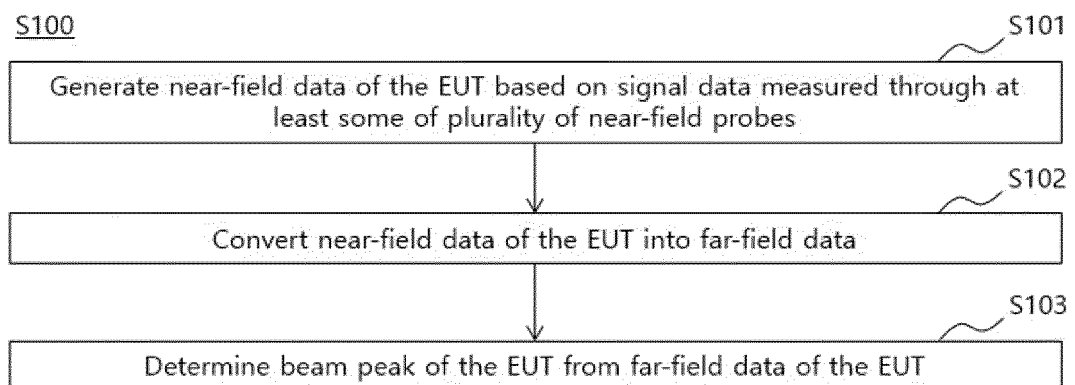 S100
S101
Generate near-field data of the EUT based on signal data measured through at
least some of plurality of near-field probes
S102
Convert near-field data of the EUT into far-field data
S103
Determine beam peak of the EUT from far-field data of the EUT